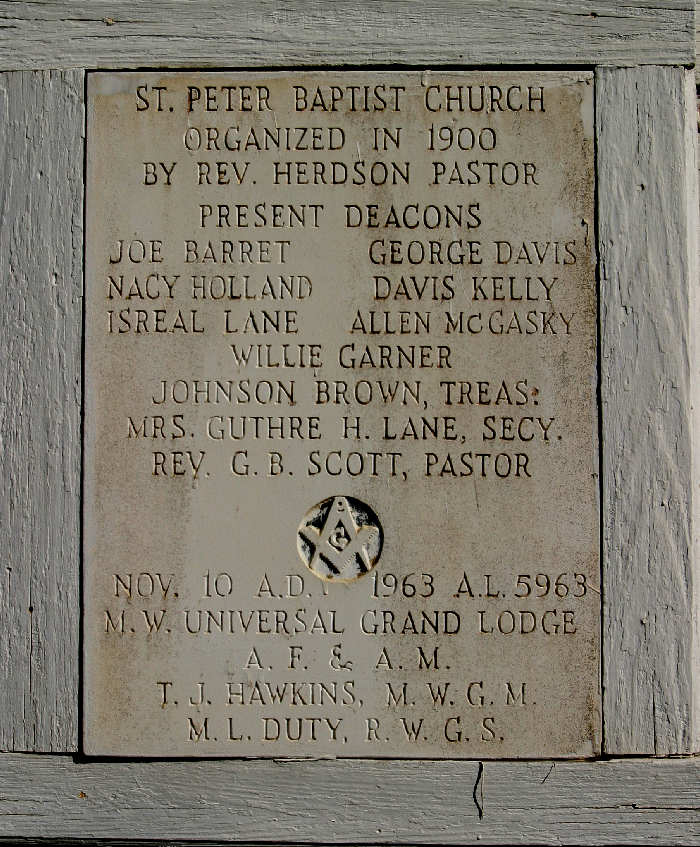 ST. PETER BAPTIST CHURCH
ORGANIZED IN 1900
BY REV. HERDSON PASTOR
PRESENT DEACONS
JOE BARRET GEORGE DAVIS
NACY HOLLAND DAVIS KELLY
ISREAL LANE ALLEN MCGASKY
WILLIE GARNER
JOHNSON BROWN, TREAS:
MRS. GUTHRE H. LANE, SECY.
REV. G. B. SCOTT, PASTOR
G
NOV. 10 A.D. 1963 A.L. 5963
M.W. UNIVERSAL GRAND LODGE
A. F. & A. M.
T. J. HAWKINS, M. W. G. M.
M. L. DUTY, R. W. G. S.